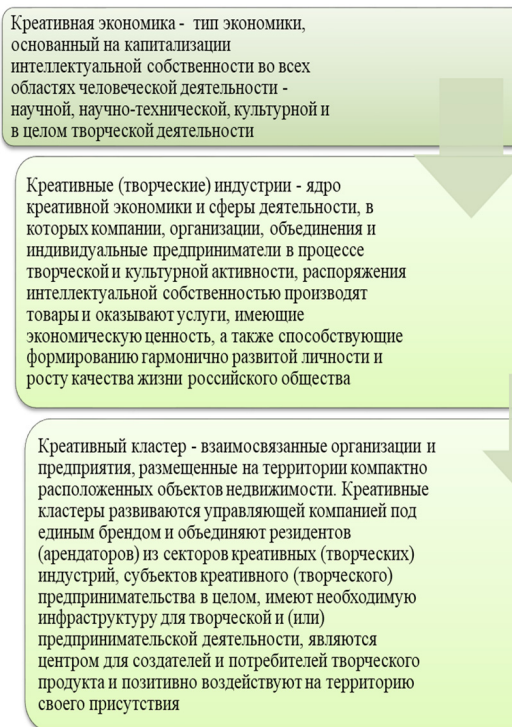 Креативная экономика - тип экономики,
основанный на капитализации
интеллектуальной собственности во всех
областях человеческой деятельности -
научной, научно-технической, культурной и
в целом творческой деятельности
Креативные (творческие) индустрии - ядро
креативной экономики и сферы деятельности, в
которых компании, организации, объединения и
индивидуальные предприниматели в процессе
творческой и культурной активности, распоряжения
интеллектуальной собственностью производят
товары и оказывают услуги, имеющие
экономическую ценность, а также способствующие
формированию гармонично развитой личности и
росту качества жизни российского общества
Креативный кластер - взаимосвязанные организации и
предприятия, размещенные на территории компактно
расположенных объектов недвижимости. Креативные
кластеры развиваются управляющей компанией под
единым брендом и объединяют резидентов
(арендаторов) из секторов креативных (творческих)
индустрий, субъектов креативного (творческого)
предпринимательства в целом, имеют необходимую
инфраструктуру для творческой и (или)
предпринимательской деятельности, являются
центром для создателей и потребителей творческого
продукта и позитивно воздействуют на территорию
своего присутствия